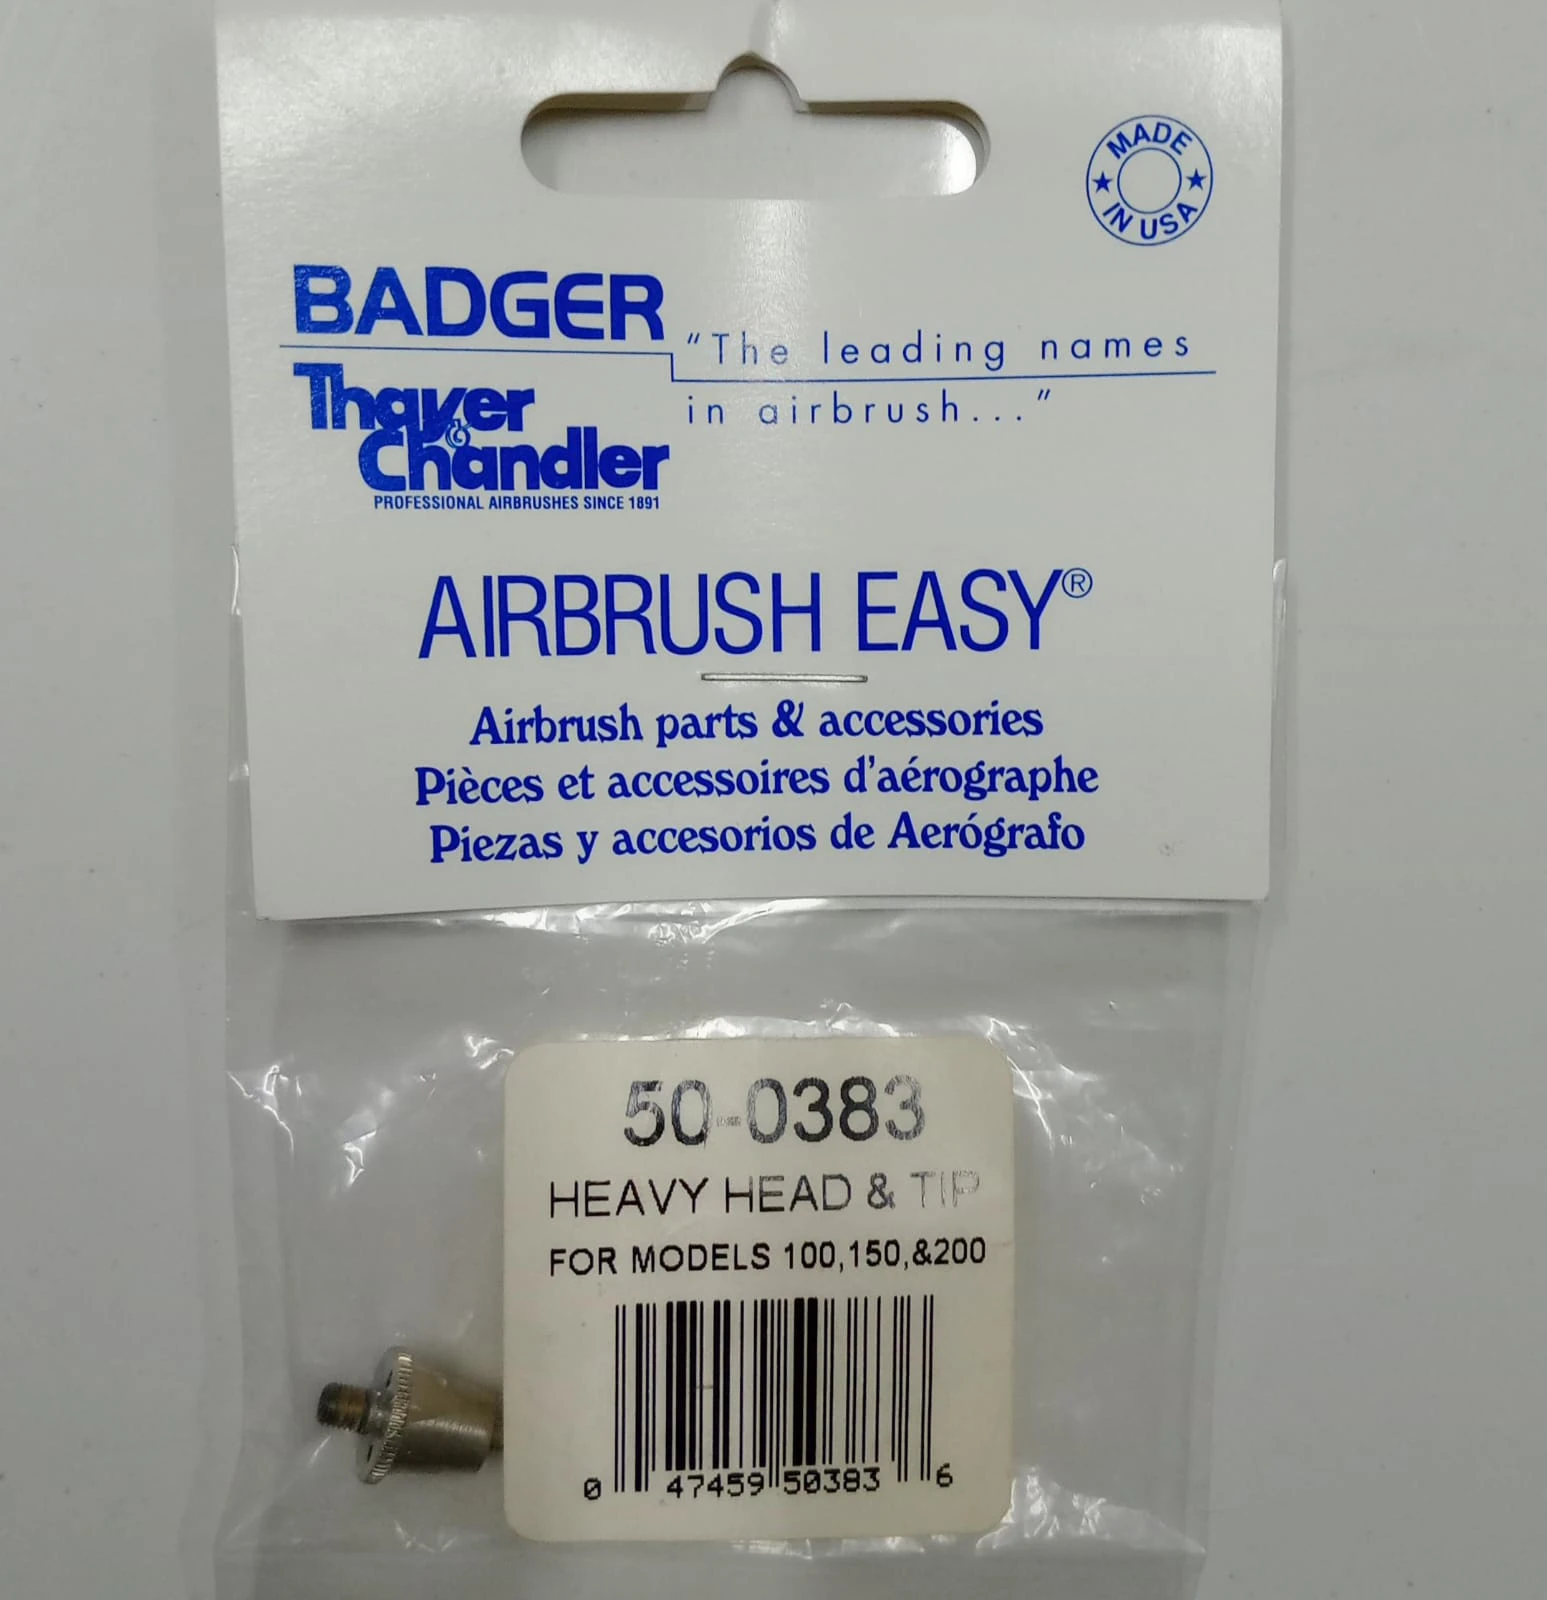 MADE
IN USA
BADGER
"The leading names
in airbrush..."
Thayer
&
Chandler
PROFESSIONAL AIRBRUSHES SINCE 1891
AIRBRUSH EASY®
Airbrush parts & accessories
Pièces et accessoires d'aérographe
Piezas y accesorios de Aerógrafo
50-0383
HEAVY HEAD & TIP
FOR MODELS 100,150,&200
0 47459 50383 6